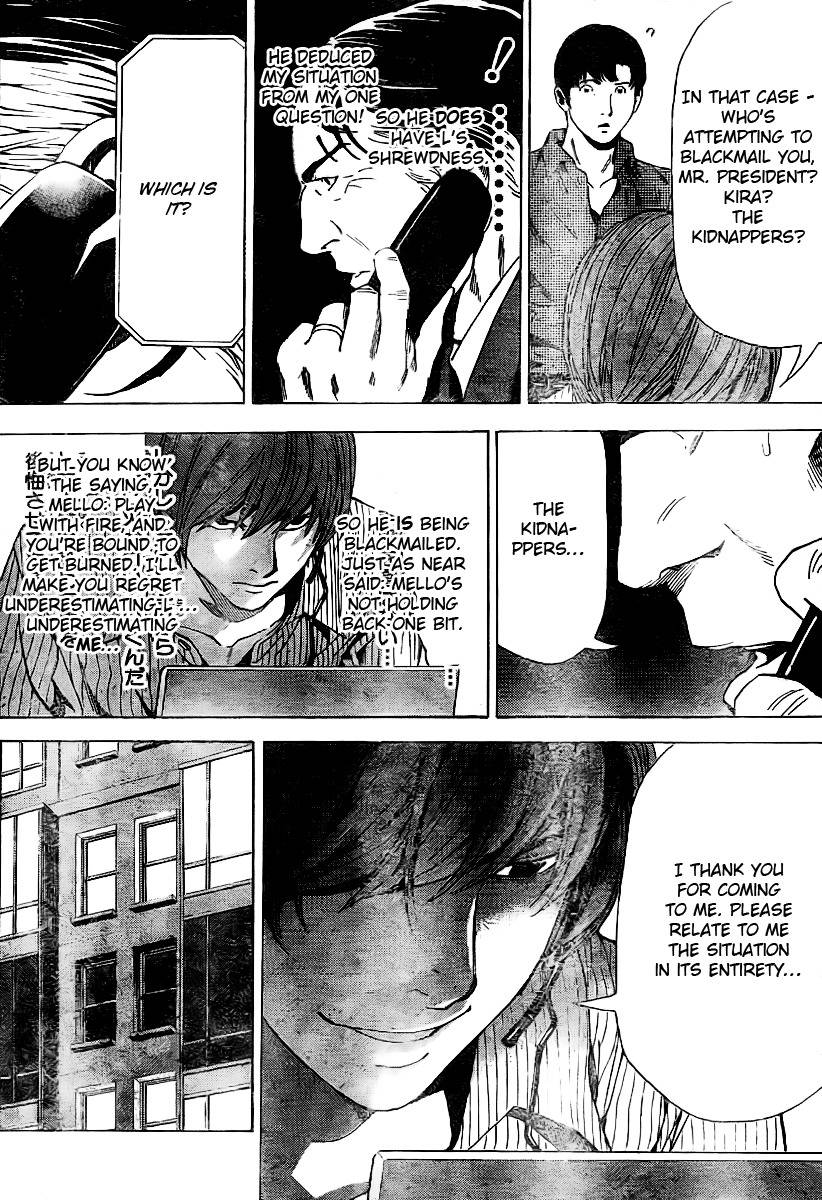 IN THAT CASE -
WHO'S
ATTEMPTING TO
BLACKMAIL YOU,
MR. PRESIDENT?
KIRA?
THE
KIDNAPPERS?
?
!
HE DEDUCED
MY SITUATION
FROM MY ONE
QUESTION!
SO HE DOES
HAVE L'S
SHREWDNESS.
WHICH IS
IT?
THE
KIDNA-
PPERS...
SO HE IS BEING
BLACKMAILED.
JUST AS NEAR
SAID. MELLO'S
NOT HOLDING
BACK ONE BIT.
BUT YOU KNOW
THE SAYING,
MELLO: PLAY
WITH FIRE, AND
YOU'RE BOUND TO
GET BURNED. I'LL
MAKE YOU REGRET
UNDERESTIMATING L...
UNDERESTIMATING
ME...
I THANK YOU
FOR COMING
TO ME. PLEASE
RELATE TO ME
THE SITUATION
IN ITS ENTIRETY...